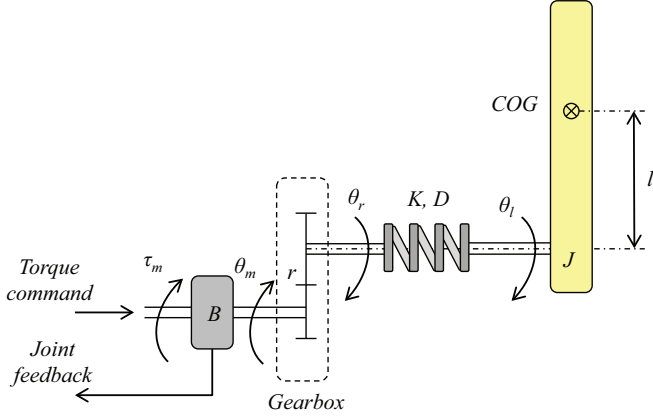 COG
l
θr
K, D
θl
J
Torque
command
τm
θm
r
B
Joint
feedback
Gearbox